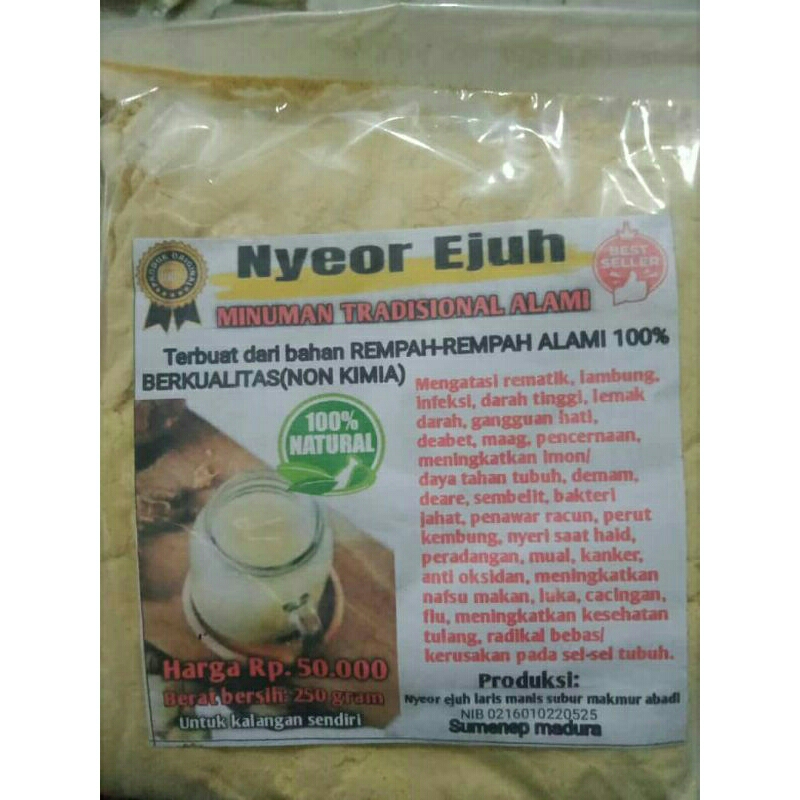 Nyeor Ejuh
PRODUK ORIGINAL
BEST
SELLER
MINUMAN TRADISIONAL ALAMI
Terbuat dari bahan REMPAH-REMPAH ALAMI 100%
BERKUALITAS(NON KIMIA)
100%
NATURAL
Mengatasi rematik, lambung,
infeksi, darah tinggi, lemak
darah, gangguan hati,
deabet, maag, pencernaan,
meningkatkan imon/
daya tahan tubuh, demam,
deare, sembelit, bakteri
jahat, penawar racun, perut
kembung, nyeri saat haid,
peradangan, mual, kanker,
anti oksidan, meningkatkan
nafsu makan, luka, cacingan,
flu, meningkatkan kesehatan
tulang, radikal bebas/
kerusakan pada sel-sel tubuh.
Harga Rp. 50.000
Berat bersih: 250 gram
Untuk kalangan sendiri
Produksi:
Nyeor ejuh laris manis subur makmur abadi
NIB 0216010220525
Sumenep madura